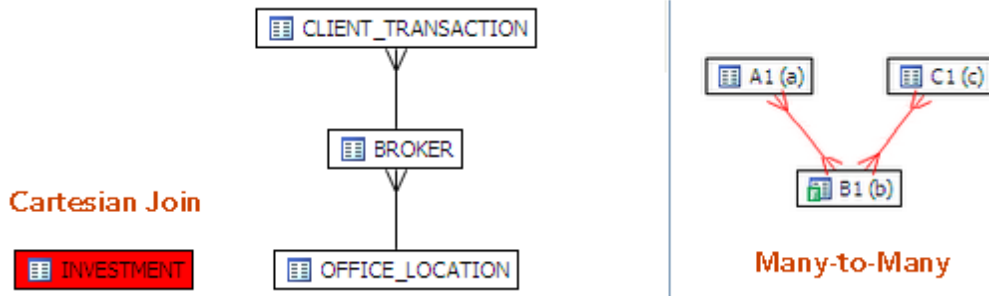 CLIENT_TRANSACTION
BROKER
Cartesian Join
INVESTMENT
OFFICE_LOCATION
A1 (a)
C1 (c)
B1 (b)
Many-to-Many